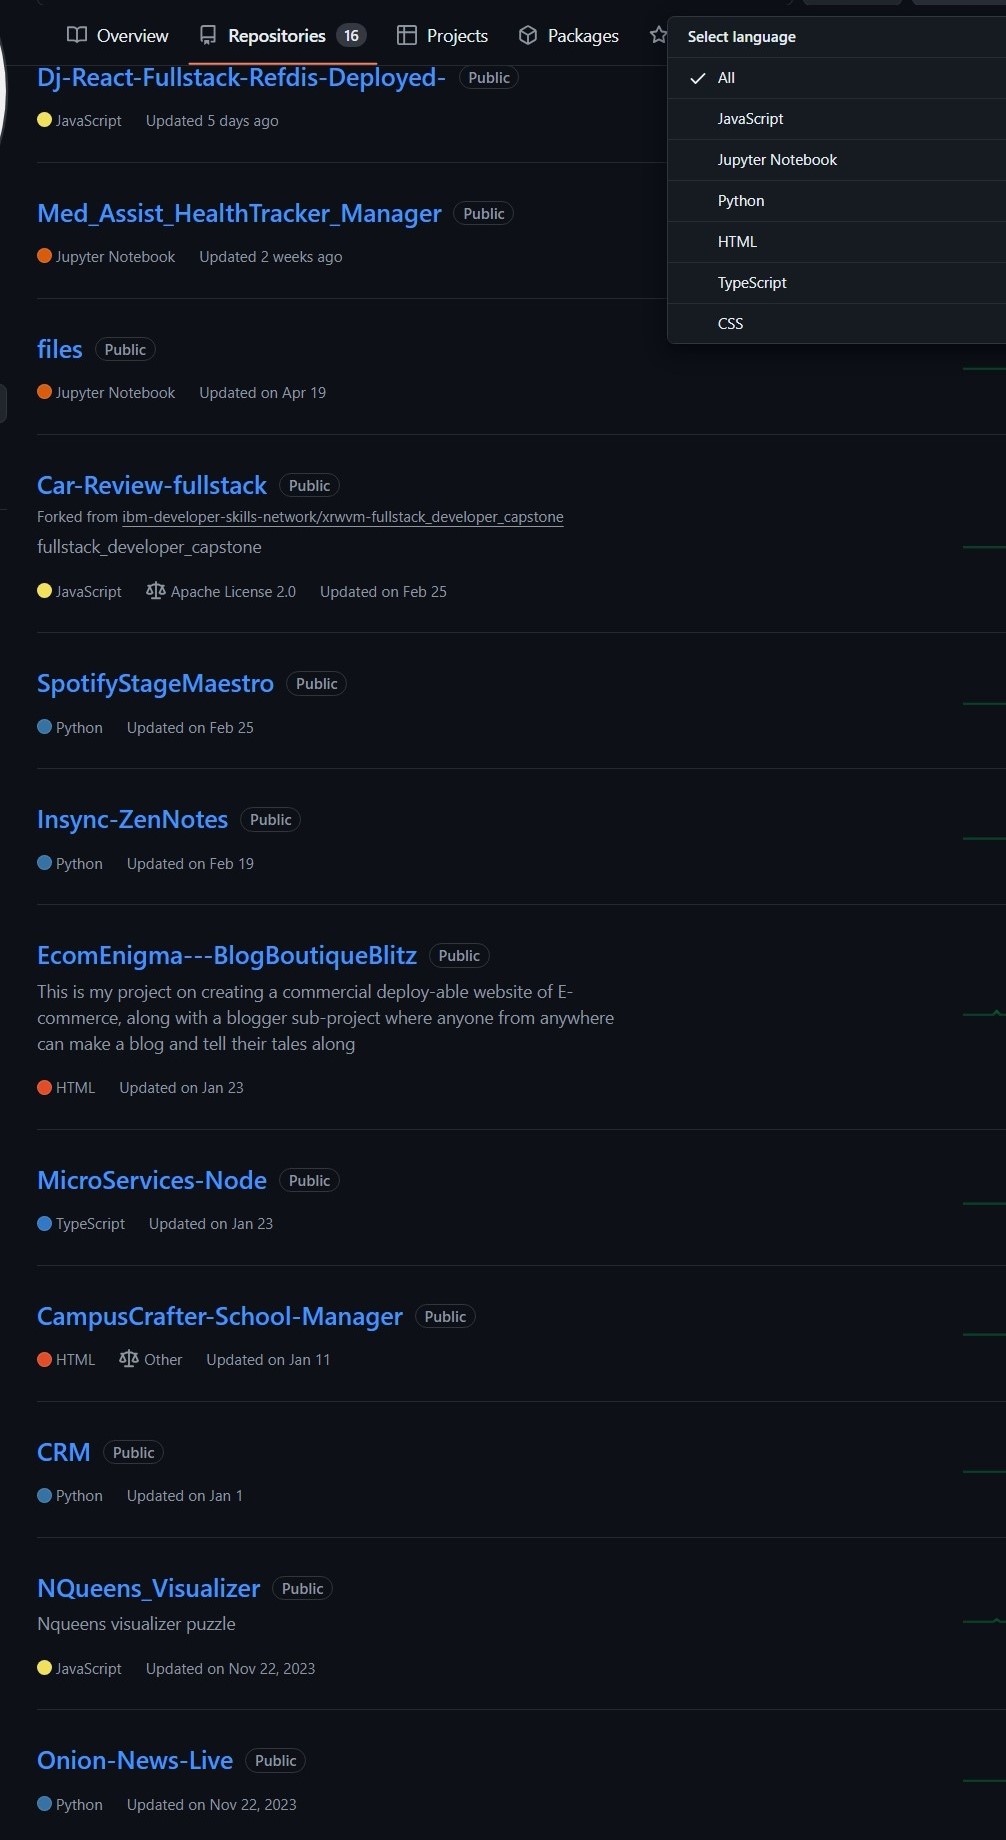 Overview Repositories 16 Projects Packages
Select language
All
JavaScript
Jupyter Notebook
Python
HTML
TypeScript
CSS
Dj-React-Fullstack-Refdis-Deployed- Public
JavaScript Updated 5 days ago
Med_Assist_HealthTracker_Manager Public
Jupyter Notebook Updated 2 weeks ago
files Public
Jupyter Notebook Updated on Apr 19
Car-Review-fullstack Public
Forked from ibm-developer-skills-network/xrwvm-fullstack_developer_capstone
fullstack_developer_capstone
JavaScript Apache License 2.0 Updated on Feb 25
SpotifyStageMaestro Public
Python Updated on Feb 25
Insync-ZenNotes Public
Python Updated on Feb 19
EcomEnigma---BlogBoutiqueBlitz Public
This is my project on creating a commercial deploy-able website of E-
commerce, along with a blogger sub-project where anyone from anywhere
can make a blog and tell their tales along
HTML Updated on Jan 23
MicroServices-Node Public
TypeScript Updated on Jan 23
CampusCrafter-School-Manager Public
HTML Other Updated on Jan 11
CRM Public
Python Updated on Jan 1
NQueens_Visualizer Public
Nqueens visualizer puzzle
JavaScript Updated on Nov 22, 2023
Onion-News-Live Public
Python Updated on Nov 22, 2023